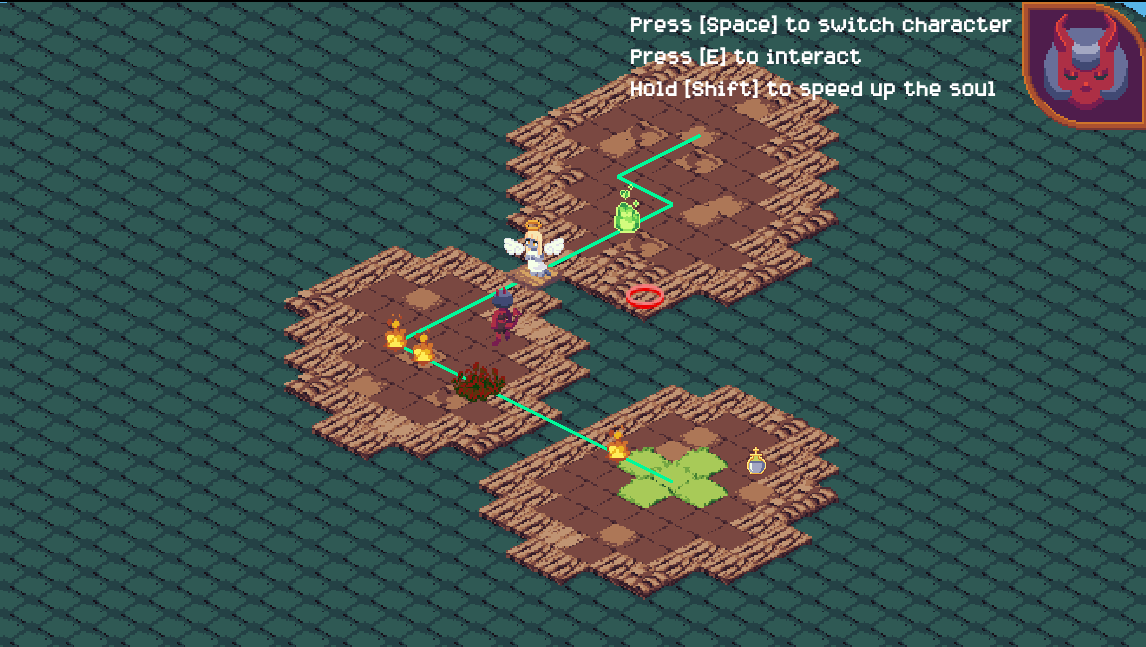 Press [Space] to switch character
Press [E] to interact
Hold [Shift] to speed up the soul